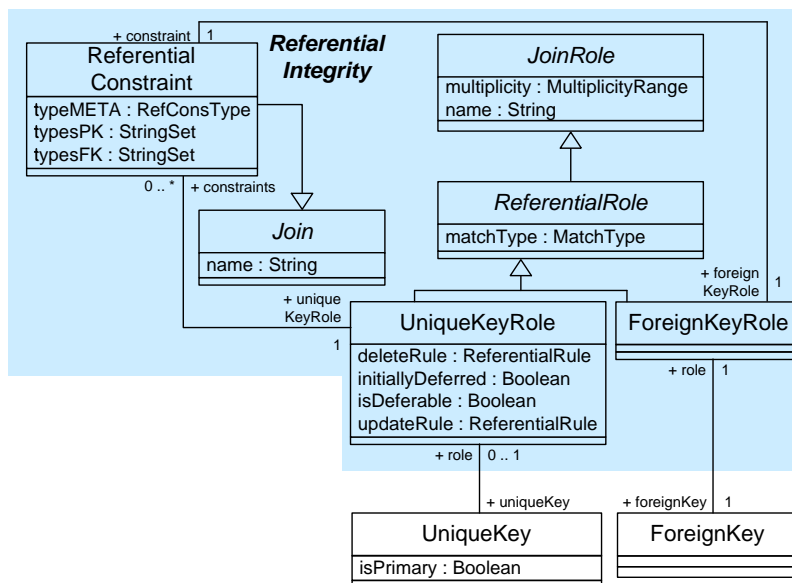 + constraint
1
Referential
Constraint
typeMETA : RefConsType
typesPK : StringSet
typesFK : StringSet
0 .. *
+ constraints
Referential
Integrity
Join
name : String
JoinRole
multiplicity : MultiplicityRange
name : String
ReferentialRole
matchType : MatchType
+ unique
KeyRole
1
+ foreign
KeyRole
1
UniqueKeyRole
deleteRule : ReferentialRule
initiallyDeferred : Boolean
isDeferable : Boolean
updateRule : ReferentialRule
ForeignKeyRole
+ role
1
+ role
0 .. 1
+ uniqueKey
+ foreignKey
1
UniqueKey
isPrimary : Boolean
ForeignKey